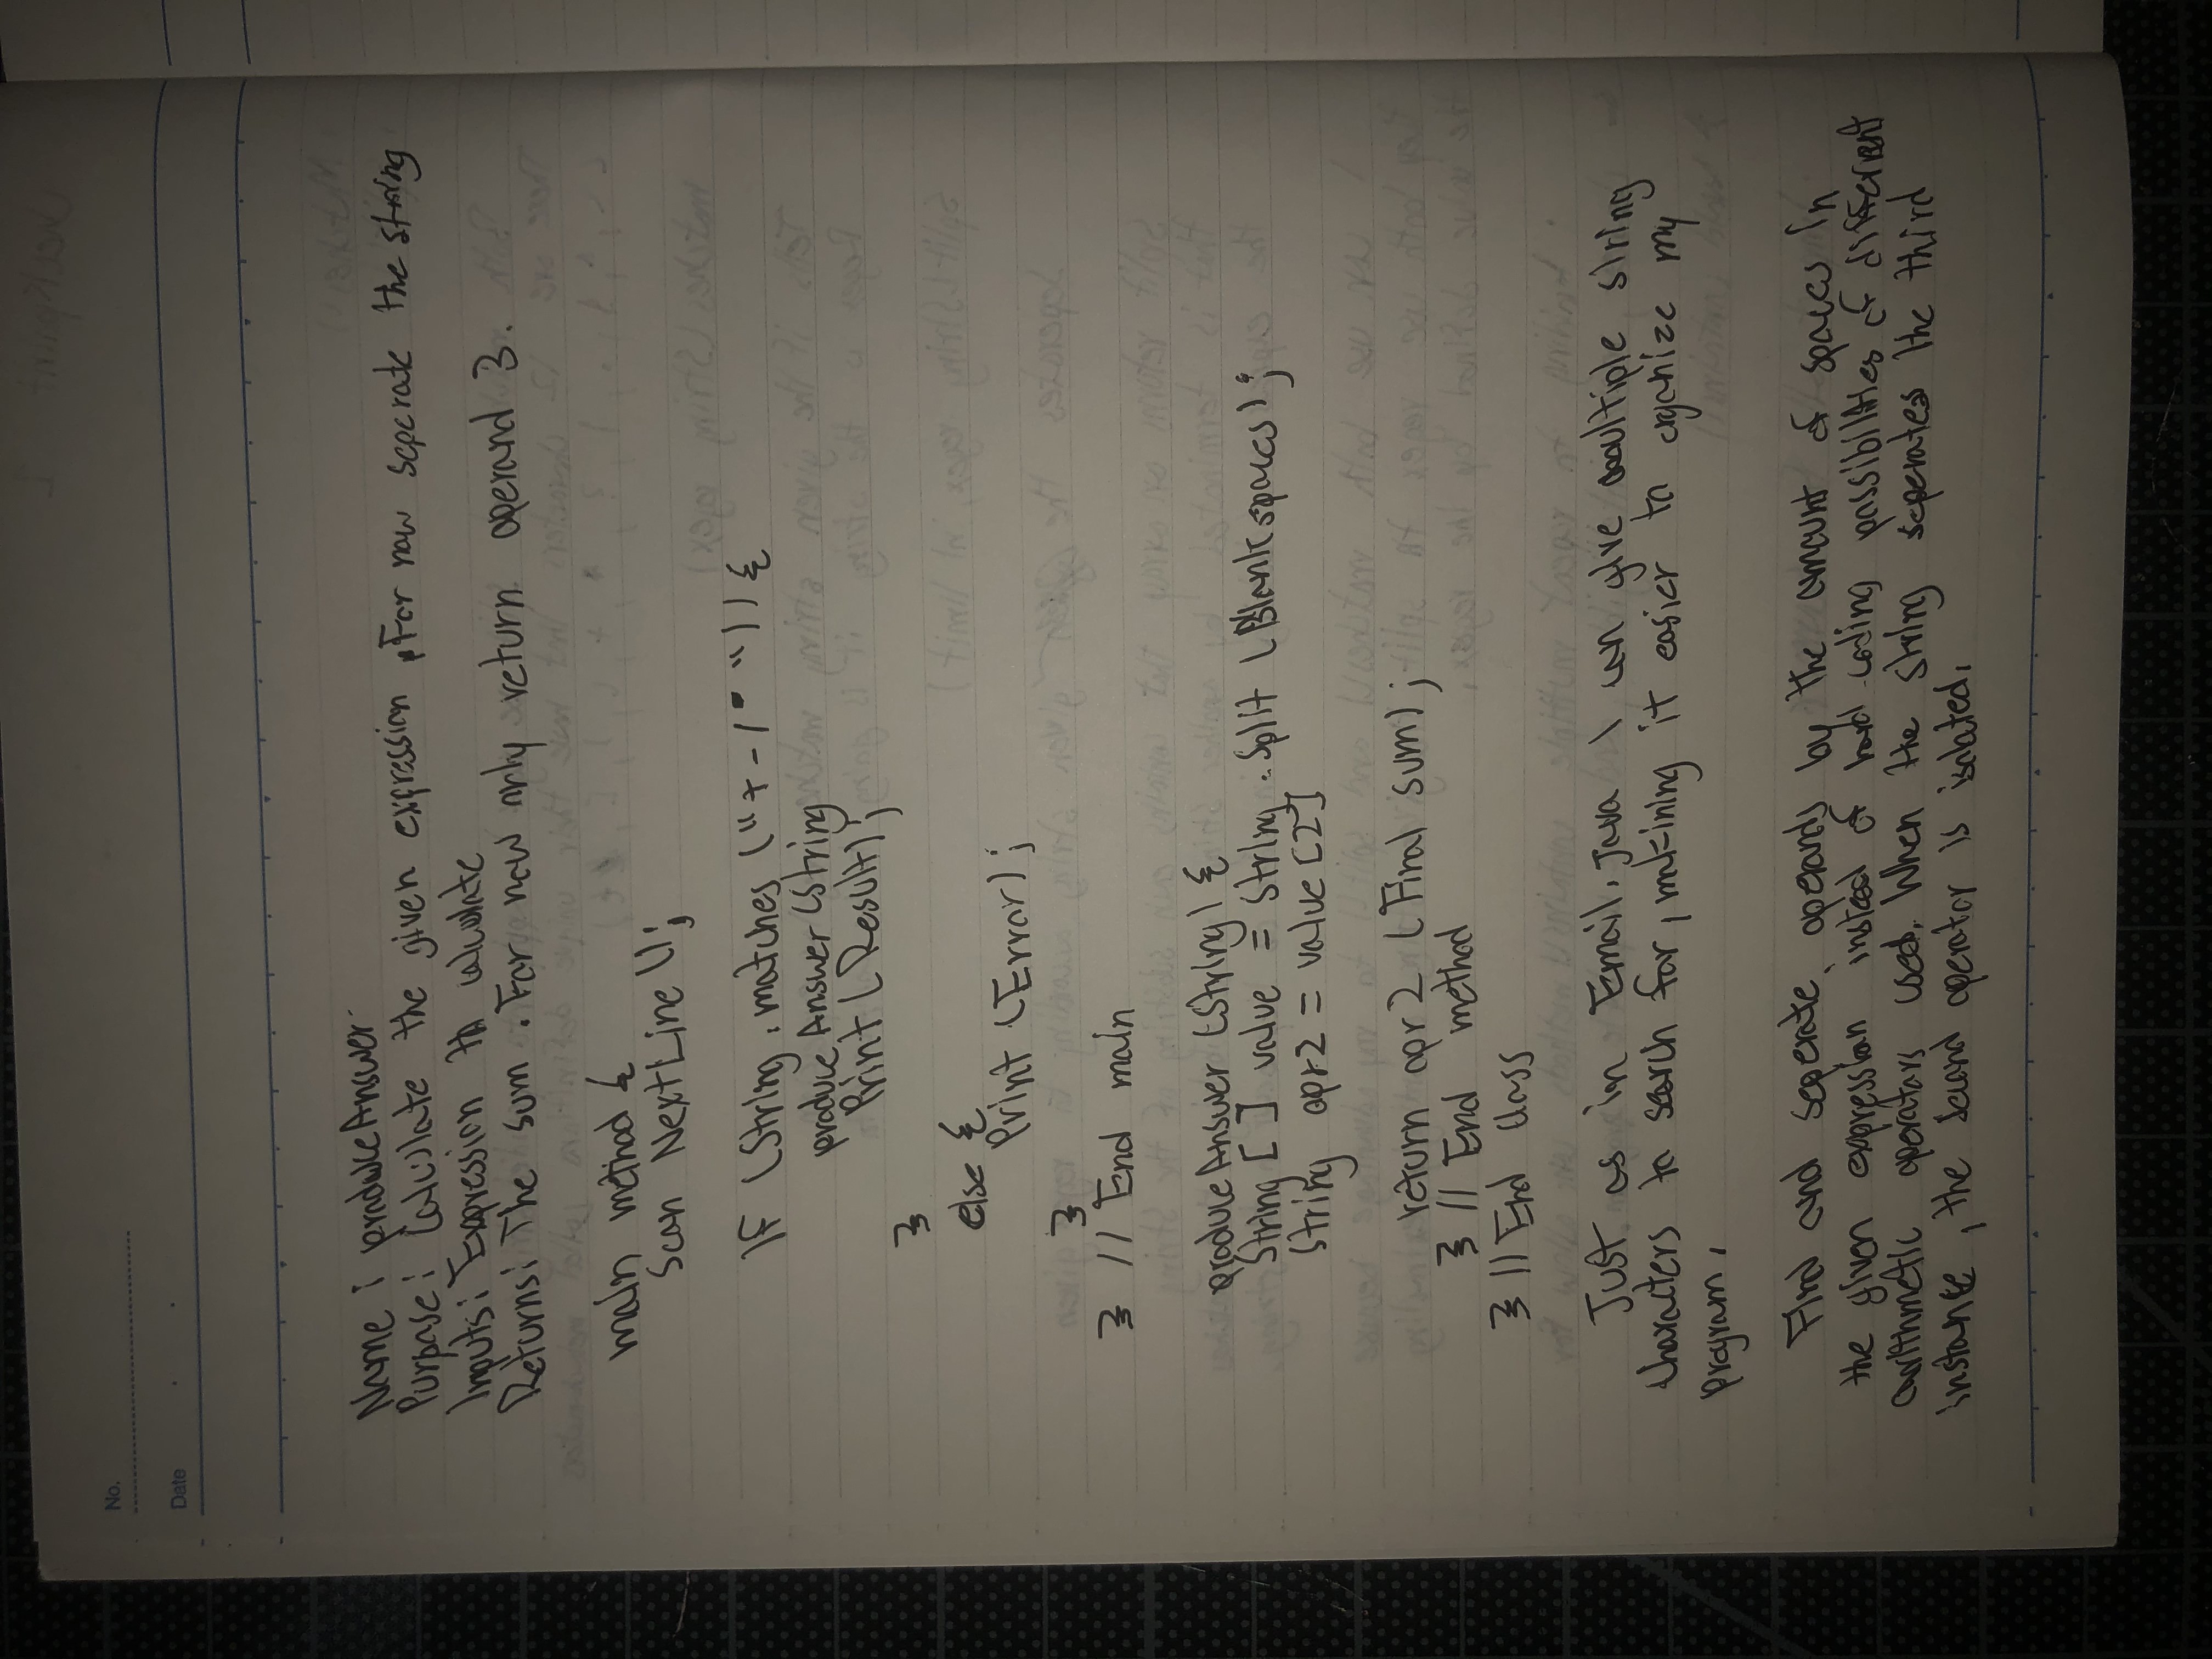 No.
Date
Name : produceAnswer
Purpose : Calculate the given expression . For now seperate the string
Inputs : Expression to calculate
Returns : The sum . For now only return operand 3.
main method {
Scan NextLine ();
IF (String . matches ("+ - / * ")) {
produce Answer (String
Print ( Result) ;
}
else {
Print (Error) ;
}
} // End main
produce Answer (String) {
String [ ] value = String . Split ( Blank spaces) ;
String opr2 = value [2]
return opr 2 ( Final sum) ;
} // End method
} // End Class
Just as in Email. Java I can give multiple string
characters to search for, making it easier to organize my
program.
Find and seperate operands by the amount of spaces in
the given expression instead of hard-coding possibilities of different
arithmetic operators used. When the string seperates the third
instance, the second operator is isolated.